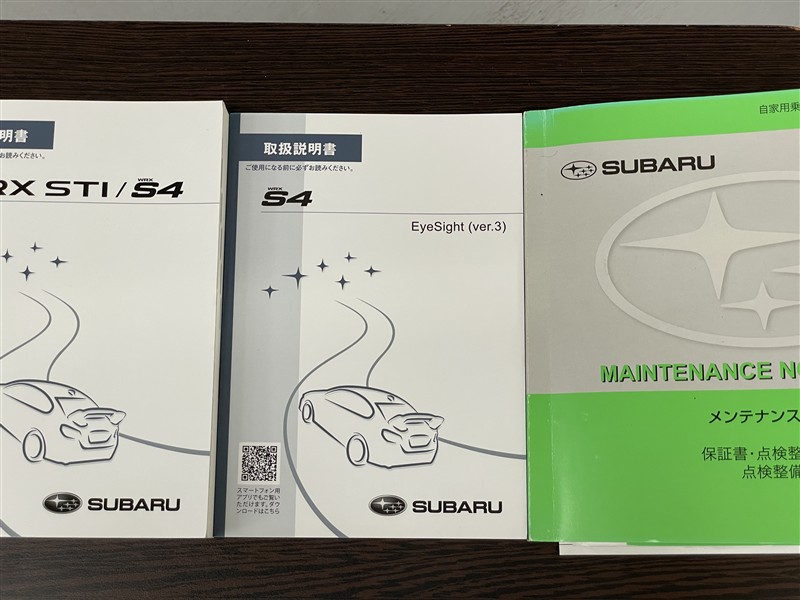 明書
お読みください。
RX STI / WRX S4
SUBARU
取扱説明書
ご使用になる前に必ずお読みください。
WRX
S4
EyeSight (ver.3)
スマートフォン用
アプリでもご覧い
ただけます。ダウ
ンロードはこちら
SUBARU
自家用乗
SUBARU
MAINTENANCE NO
メンテナンス
保証書・点検整
点検整備